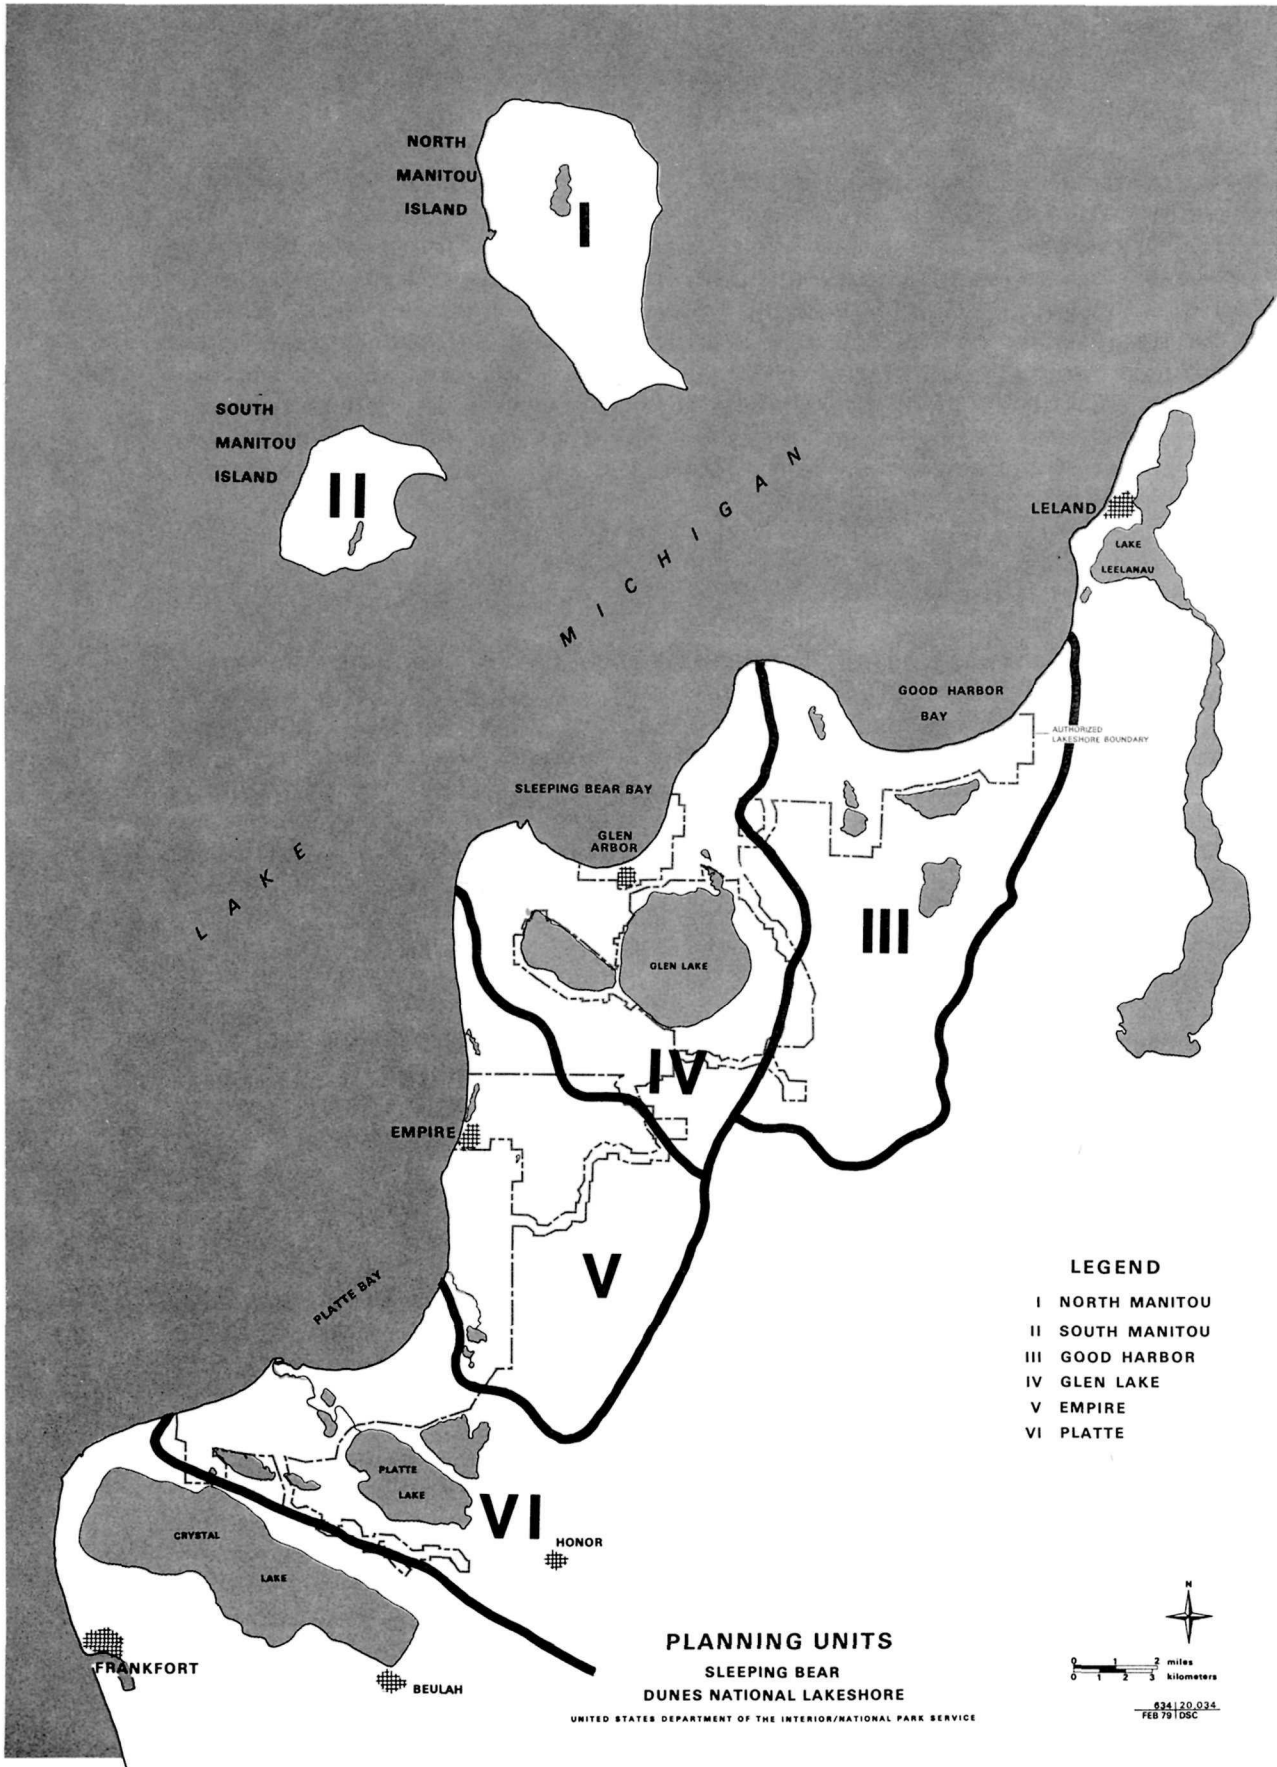 NORTH
MANITOU
ISLAND
I
SOUTH
MANITOU
ISLAND
II
LAKE MICHIGAN
LELAND
LAKE
LEELANAU
GOOD HARBOR
BAY
AUTHORIZED
LAKESHORE BOUNDARY
SLEEPING BEAR BAY
GLEN
ARBOR
III
GLEN LAKE
IV
EMPIRE
V
PLATTE BAY
LEGEND
I NORTH MANITOU
II SOUTH MANITOU
III GOOD HARBOR
IV GLEN LAKE
V EMPIRE
VI PLATTE
PLATTE
LAKE
VI
HONOR
CRYSTAL
LAKE
FRANKFORT
BEULAH
PLANNING UNITS
SLEEPING BEAR
DUNES NATIONAL LAKESHORE
UNITED STATES DEPARTMENT OF THE INTERIOR/NATIONAL PARK SERVICE
N
0 1 2 miles
0 1 2 3 kilometers
634 | 20,034
FEB 79 | DSC